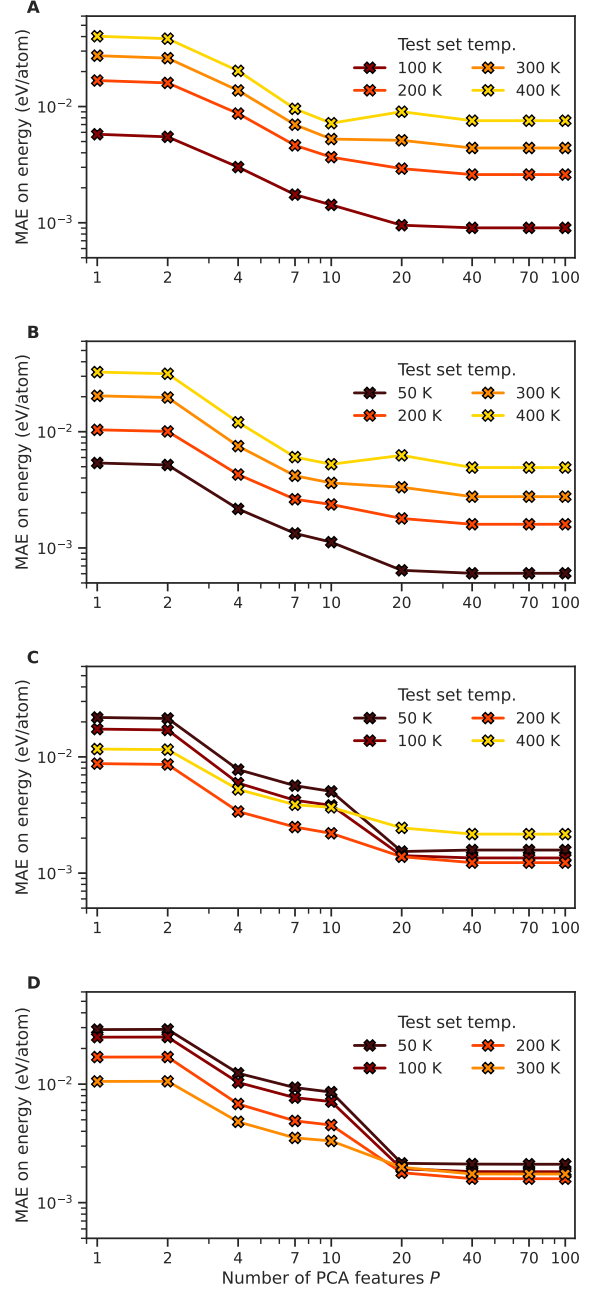 A
MAE on energy (eV/atom)
Test set temp.
100 K
300 K
200 K
400 K
10⁻²
10⁻³
1 2 4 7 10 20 40 70 100
B
MAE on energy (eV/atom)
Test set temp.
50 K
300 K
200 K
400 K
10⁻²
10⁻³
1 2 4 7 10 20 40 70 100
C
MAE on energy (eV/atom)
Test set temp.
50 K
200 K
100 K
400 K
10⁻²
10⁻³
1 2 4 7 10 20 40 70 100
D
MAE on energy (eV/atom)
Test set temp.
50 K
200 K
100 K
300 K
10⁻²
10⁻³
1 2 4 7 10 20 40 70 100
Number of PCA features P